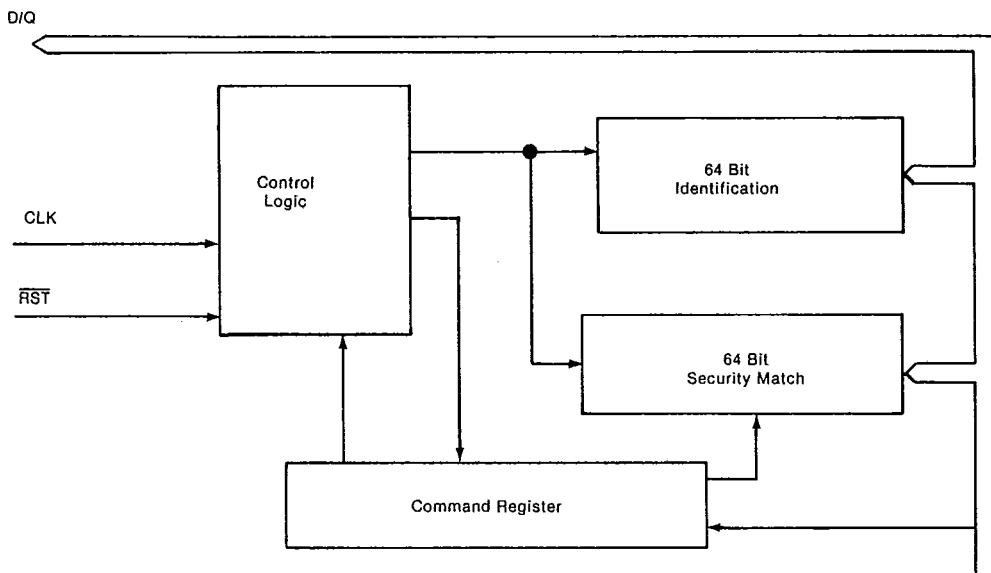 D/Q
Control
Logic
64 Bit
Identification
CLK
RST
64 Bit
Security Match
Command Register